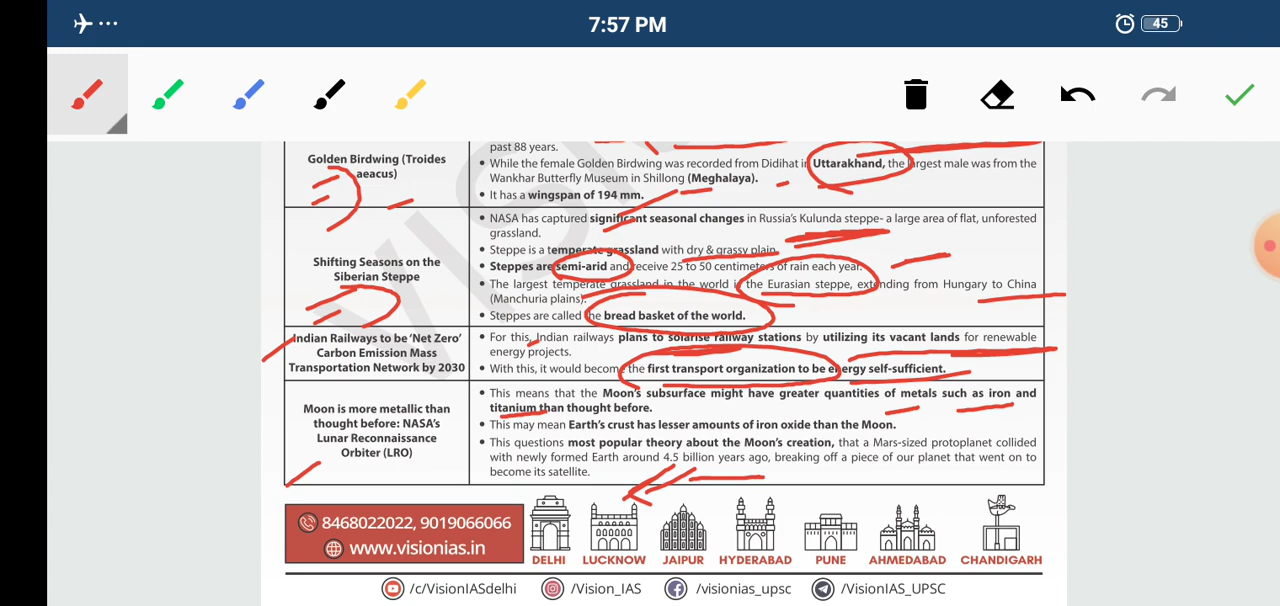 7:57 PM
45
past 88 years.
Golden Birdwing (Troides
aeacus)
• While the female Golden Birdwing was recorded from Didihat in Uttarakhand, the largest male was from the
Wankhar Butterfly Museum in Shillong (Meghalaya).
• It has a wingspan of 194 mm.
Shifting Seasons on the
Siberian Steppe
• NASA has captured significant seasonal changes in Russia's Kulunda steppe- a large area of flat, unforested
grassland.
• Steppe is a temperate grassland with dry & grassy plain.
• Steppes are semi-arid and receive 25 to 50 centimeters of rain each year.
• The largest temperate grassland in the world is the Eurasian steppe, extending from Hungary to China
(Manchuria plains).
• Steppes are called the bread basket of the world.
Indian Railways to be 'Net Zero'
Carbon Emission Mass
Transportation Network by 2030
• For this, Indian railways plans to solarise railway stations by utilizing its vacant lands for renewable
energy projects.
• With this, it would become the first transport organization to be energy self-sufficient.
Moon is more metallic than
thought before: NASA's
Lunar Reconnaissance
Orbiter (LRO)
• This means that the Moon's subsurface might have greater quantities of metals such as iron and
titanium than thought before.
• This may mean Earth's crust has lesser amounts of iron oxide than the Moon.
• This questions most popular theory about the Moon's creation, that a Mars-sized protoplanet collided
with newly formed Earth around 4.5 billion years ago, breaking off a piece of our planet that went on to
become its satellite.
8468022022, 9019066066
www.visionias.in
DELHI LUCKNOW JAIPUR HYDERABAD PUNE AHMEDABAD CHANDIGARH
/c/VisionIASdelhi /Vision_IAS /visionias_upsc /VisionIAS_UPSC